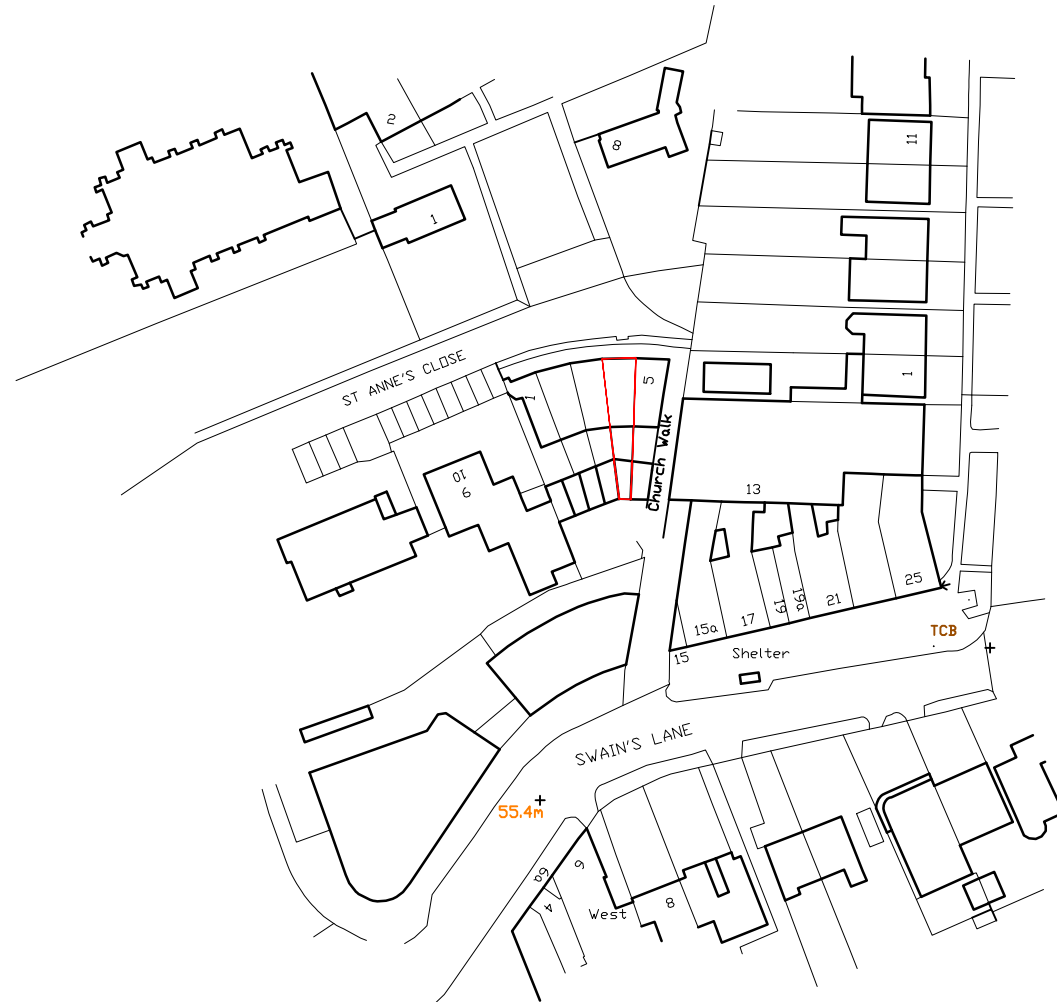 2
8
11
1
ST ANNE'S CLOSE
1
5
1
Church Walk
10
9
13
25
21
19a
19
17
15a
15
TCB
Shelter
SWAIN'S LANE
55.4m
6
6a
4
8
West